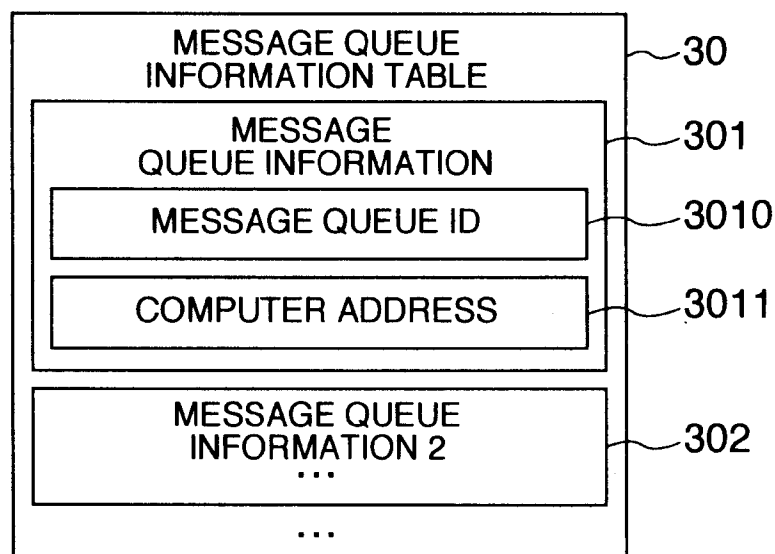 MESSAGE QUEUE
INFORMATION TABLE
30
MESSAGE
QUEUE INFORMATION
301
MESSAGE QUEUE ID
3010
COMPUTER ADDRESS
3011
MESSAGE QUEUE
INFORMATION 2
...
302
...